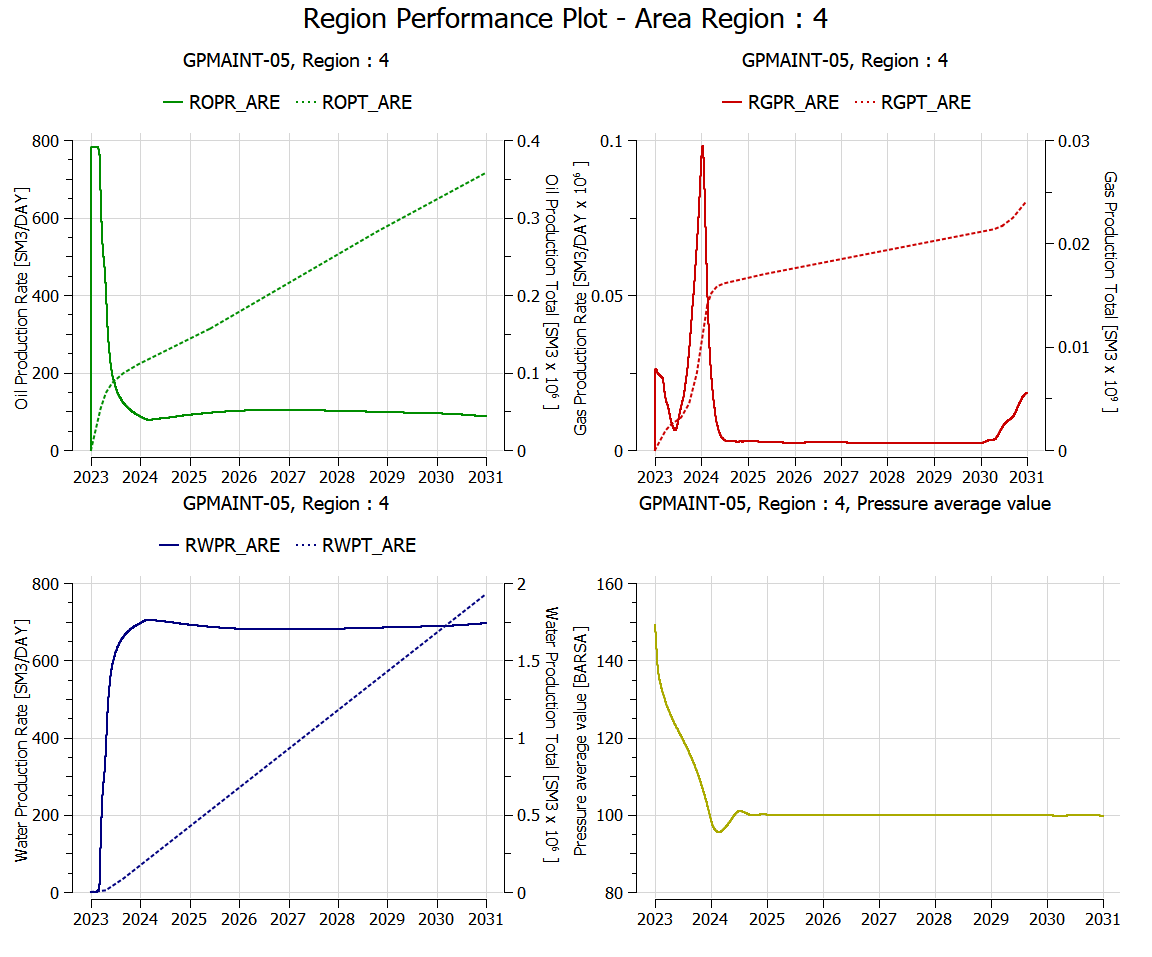 Region Performance Plot - Area Region : 4
GPMAINT-05, Region : 4
ROPR_ARE ROPT_ARE
Oil Production Rate [SM3/DAY]
800
600
400
200
0
0.4
0.3
0.2
0.1
0
Oil Production Total [SM3 x 10⁶ ]
2023 2024 2025 2026 2027 2028 2029 2030 2031
GPMAINT-05, Region : 4
RGPR_ARE RGPT_ARE
Gas Production Rate [SM3/DAY x 10⁶ ]
0.1
0.05
0
0.03
0.02
0.01
0
Gas Production Total [SM3 x 10⁹ ]
2023 2024 2025 2026 2027 2028 2029 2030 2031
GPMAINT-05, Region : 4
RWPR_ARE RWPT_ARE
Water Production Rate [SM3/DAY]
800
600
400
200
0
2
1.5
1
0.5
0
Water Production Total [SM3 x 10⁶ ]
2023 2024 2025 2026 2027 2028 2029 2030 2031
GPMAINT-05, Region : 4, Pressure average value
Pressure average value [BARSA]
160
140
120
100
80
2023 2024 2025 2026 2027 2028 2029 2030 2031